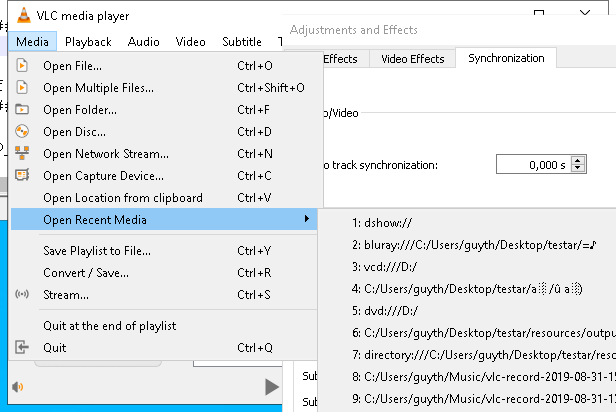 VLC media player
Adjustments and Effects
Media Playback Audio Video Subtitle
Effects Video Effects Synchronization
Open File... Ctrl+O
Open Multiple Files... Ctrl+Shift+O
Open Folder... Ctrl+F
Open Disc... Ctrl+D
Open Network Stream... Ctrl+N
Open Capture Device... Ctrl+C
Open Location from clipboard Ctrl+V
Open Recent Media
Save Playlist to File... Ctrl+Y
Convert / Save... Ctrl+R
Stream... Ctrl+S
Quit at the end of playlist
Quit Ctrl+Q
o/Video
o track synchronization: 0,000 s
1: dshow://
2: bluray:///C:/Users/guyth/Desktop/testar/=♪
3: vcd:///D:/
4: C:/Users/guyth/Desktop/testar/a░/û a░)
5: dvd:///D:/
6: C:/Users/guyth/Desktop/testar/resources/outpu
7: directory:///C:/Users/guyth/Desktop/testar/reso
8: C:/Users/guyth/Music/vlc-record-2019-08-31-15
9: C:/Users/guyth/Music/vlc-record-2019-08-31-1
Sub
Sub